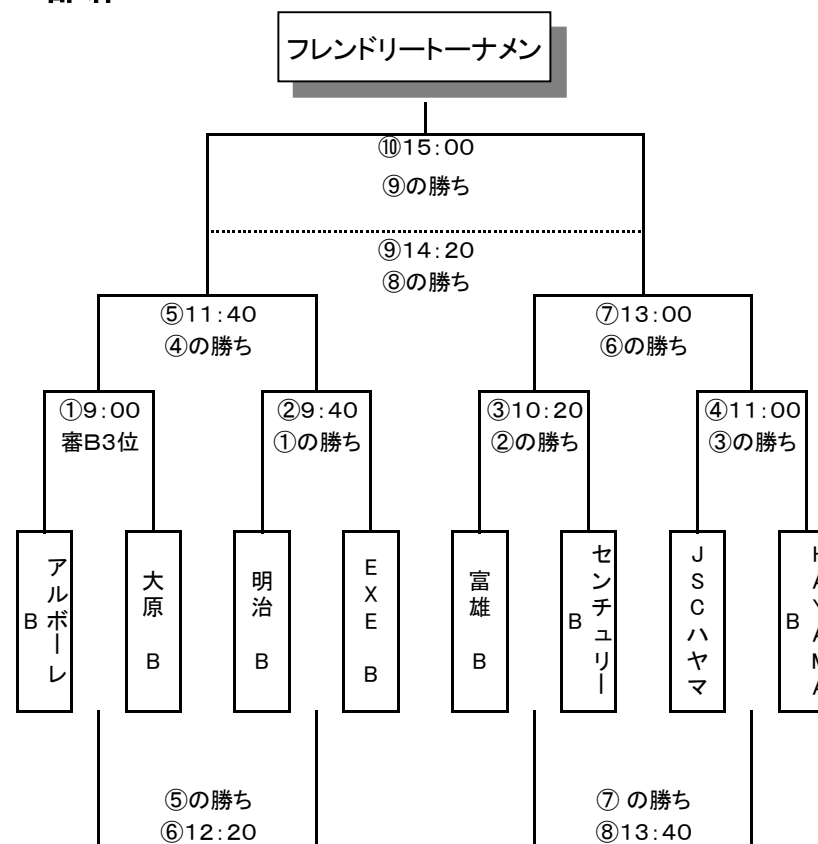 フレンドリートーナメン
⑩15:00
⑨の勝ち
⑨14:20
⑧の勝ち
⑤11:40
④の勝ち
⑦13:00
⑥の勝ち
①9:00
審B3位
②9:40
①の勝ち
③10:20
②の勝ち
④11:00
③の勝ち
アルボーレ
B
大原 B
明治 B
EXE B
富雄 B
センチュリー
B
JSCハヤマ
HAYAMA
B
⑤の勝ち
⑥12:20
⑦ の勝ち
⑧13:40